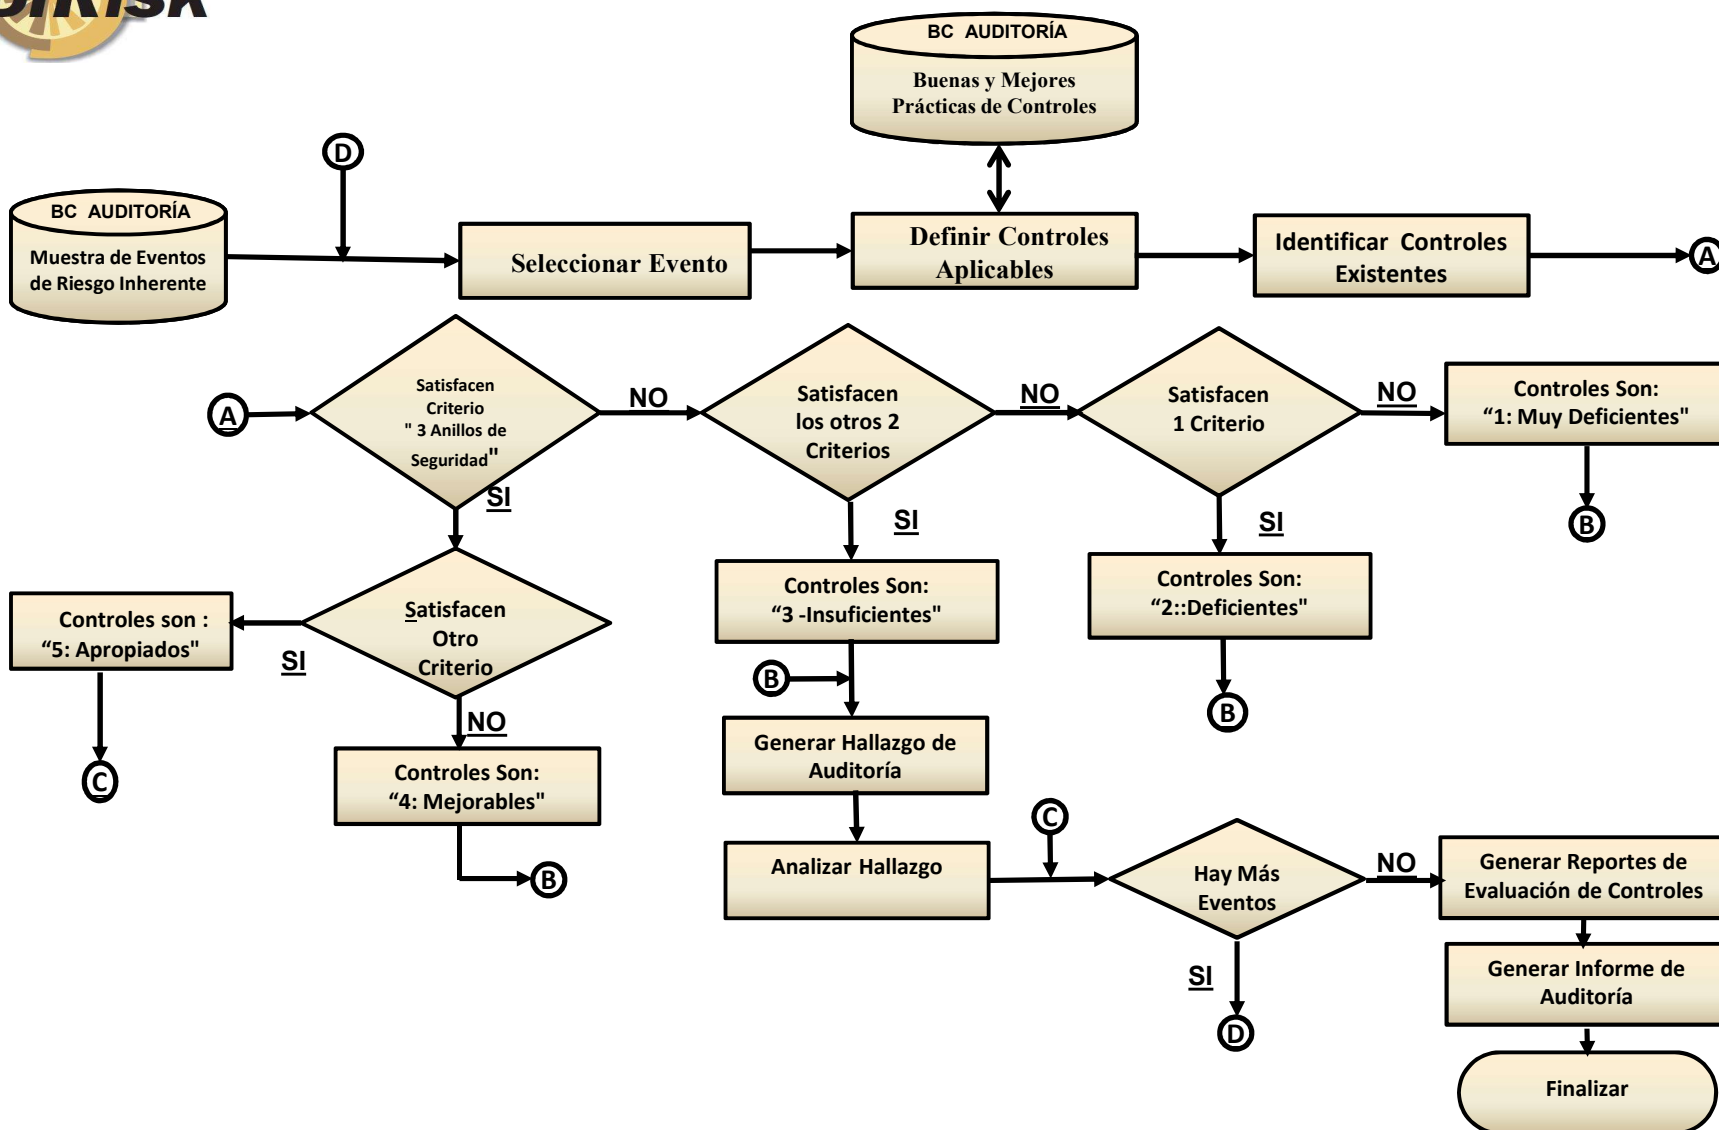 BC AUDITORÍA
Buenas y Mejores
Prácticas de Controles
D
BC AUDITORÍA
Muestra de Eventos
de Riesgo Inherente
Seleccionar Evento
Definir Controles
Aplicables
Identificar Controles
Existentes
A
A
Satisfacen
Criterio
" 3 Anillos de
Seguridad"
NO
Satisfacen
los otros 2
Criterios
NO
Satisfacen
1 Criterio
NO
Controles Son:
“1: Muy Deficientes"
SI
SI
SI
B
Controles son :
“5: Apropiados"
SI
Satisfacen
Otro
Criterio
Controles Son:
“3 -Insuficientes"
Controles Son:
“2::Deficientes"
B
B
C
NO
Controles Son:
“4: Mejorables"
B
Generar Hallazgo de
Auditoría
Analizar Hallazgo
C
Hay Más
Eventos
NO
Generar Reportes de
Evaluación de Controles
SI
D
Generar Informe de
Auditoría
Finalizar